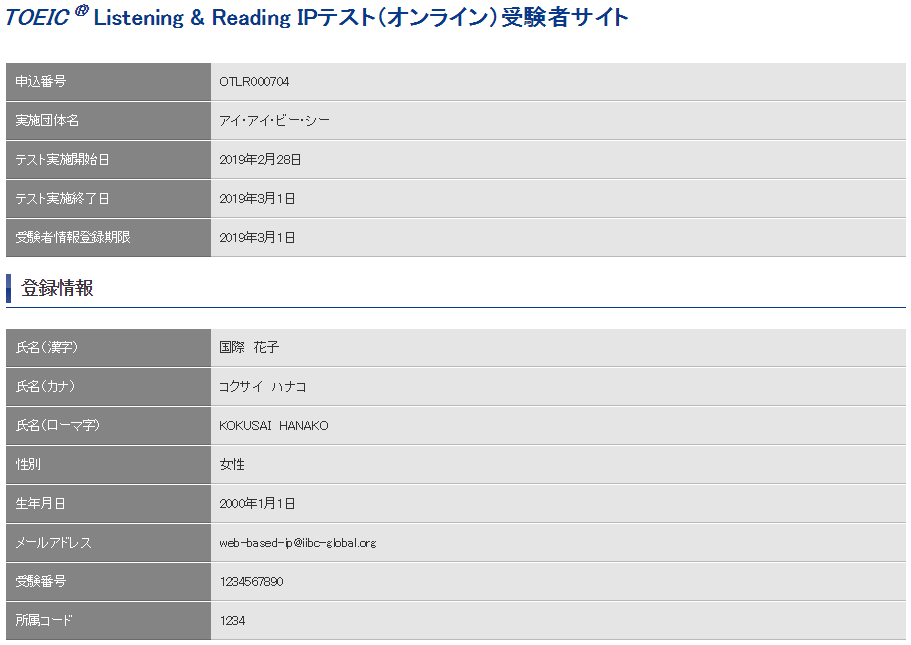 TOEIC ® Listening & Reading IPテスト（オンライン）受験者サイト
申込番号 OTLR000704
実施団体名 アイ・アイ・ビー・シー
テスト実施開始日 2019年2月28日
テスト実施終了日 2019年3月1日
受験者情報登録期限 2019年3月1日
登録情報
氏名（漢字） 国際　花子
氏名（カナ） コクサイ　ハナコ
氏名（ローマ字） KOKUSAI　HANAKO
性別 女性
生年月日 2000年1月1日
メールアドレス web-based-ip@iibc-global.org
受験番号 1234567890
所属コード 1234